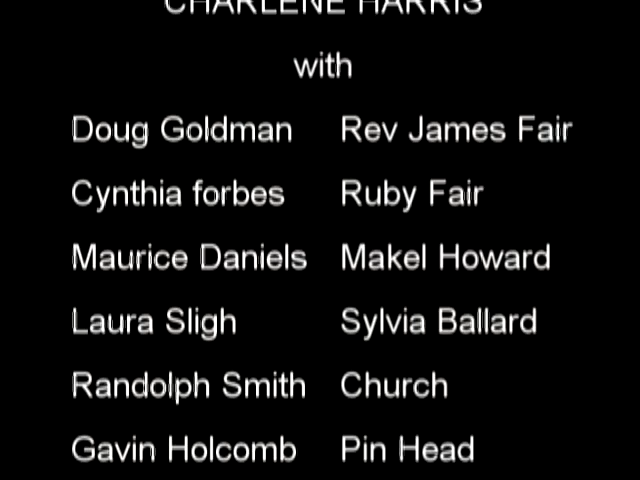 CHARLENE HARRIS
with
Doug Goldman Rev James Fair
Cynthia forbes Ruby Fair
Maurice Daniels Makel Howard
Laura Sligh Sylvia Ballard
Randolph Smith Church
Gavin Holcomb Pin Head